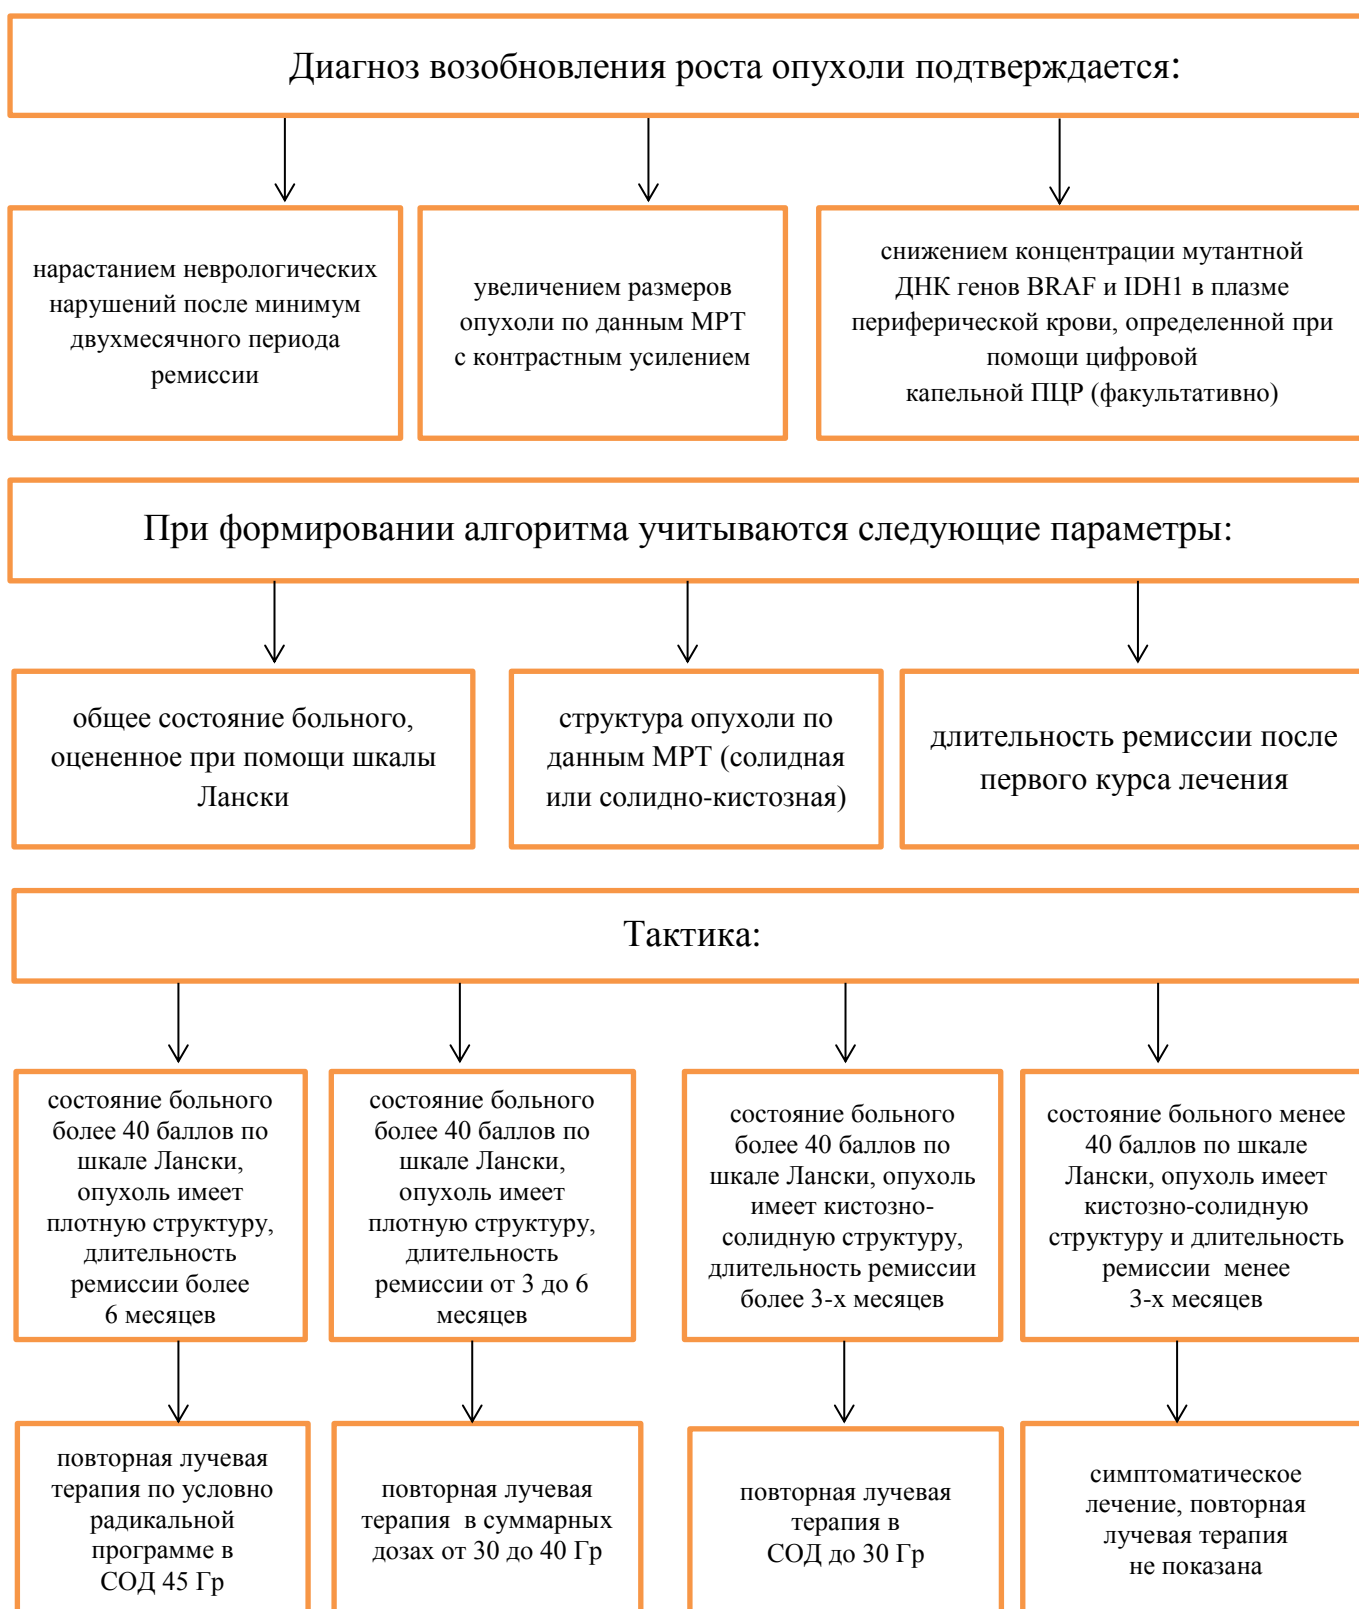 Диагноз возобновления роста опухоли подтверждается:
нарастанием неврологических
нарушений после минимум
двухмесячного периода
ремиссии
увеличением размеров
опухоли по данным МРТ
с контрастным усилением
снижением концентрации мутантной
ДНК генов BRAF и IDH1 в плазме
периферической крови, определенной при
помощи цифровой
капельной ПЦР (факультативно)
При формировании алгоритма учитываются следующие параметры:
общее состояние больного,
оцененное при помощи шкалы
Лански
структура опухоли по
данным МРТ (солидная
или солидно-кистозная)
длительность ремиссии после
первого курса лечения
Тактика:
состояние больного
более 40 баллов по
шкале Лански,
опухоль имеет
плотную структуру,
длительность
ремиссии более
6 месяцев
состояние больного
более 40 баллов по
шкале Лански,
опухоль имеет
плотную структуру,
длительность
ремиссии от 3 до 6
месяцев
состояние больного
более 40 баллов по
шкале Лански, опухоль
имеет кистозно-
солидную структуру,
длительность ремиссии
более 3-х месяцев
состояние больного менее
40 баллов по шкале
Лански, опухоль имеет
кистозно-солидную
структуру и длительность
ремиссии менее
3-х месяцев
повторная лучевая
терапия по условно
радикальной
программе в
СОД 45 Гр
повторная лучевая
терапия в суммарных
дозах от 30 до 40 Гр
повторная лучевая
терапия в
СОД до 30 Гр
симптоматическое
лечение, повторная
лучевая терапия
не показана